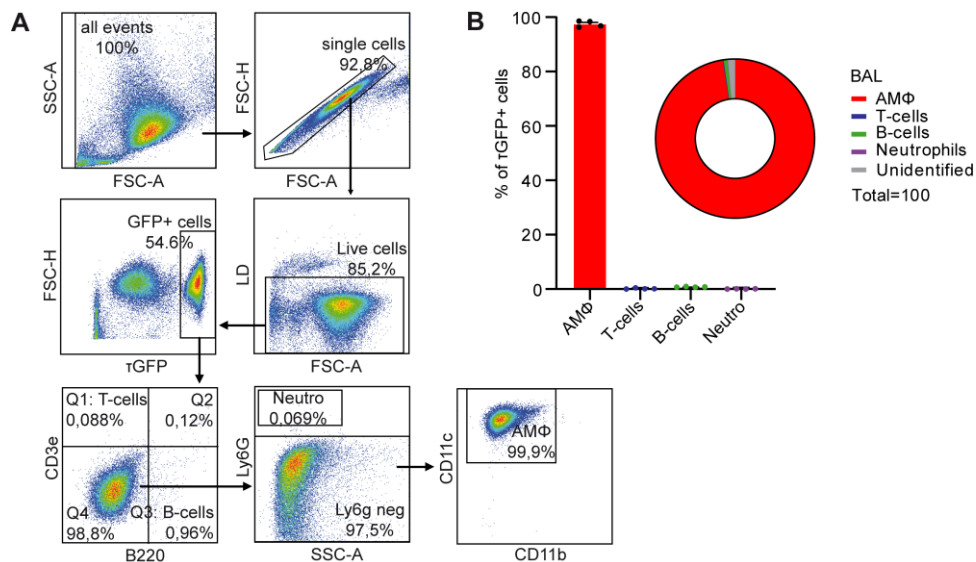 A
all events
100%
SSC-A
FSC-A
single cells
92,8%
FSC-H
FSC-A
GFP+ cells
54.6%
FSC-H
τGFP
Live cells
85,2%
LD
FSC-A
Q1: T-cells
0,088%
Q2
0,12%
CD3e
Q4
98,8%
Q3: B-cells
0,96%
B220
Neutro
0,069%
Ly6G
Ly6g neg
97,5%
SSC-A
CD11c
AMΦ
99,9%
CD11b
B
% of τGFP+ cells
100
80
60
40
20
0
AMΦ
T-cells
B-cells
Neutro
BAL
AMΦ
T-cells
B-cells
Neutrophils
Unidentified
Total=100